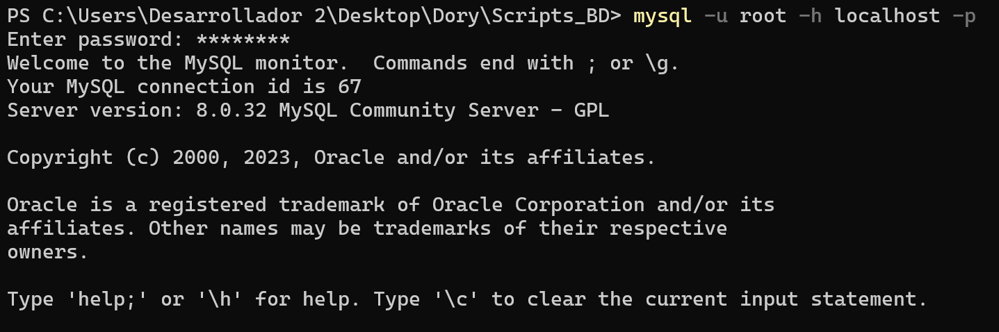 PS C:\Users\Desarrollador 2\Desktop\Dory\Scripts_BD> mysql -u root -h localhost -p
Enter password: ********
Welcome to the MySQL monitor.  Commands end with ; or \g.
Your MySQL connection id is 67
Server version: 8.0.32 MySQL Community Server - GPL

Copyright (c) 2000, 2023, Oracle and/or its affiliates.

Oracle is a registered trademark of Oracle Corporation and/or its
affiliates. Other names may be trademarks of their respective
owners.

Type 'help;' or '\h' for help. Type '\c' to clear the current input statement.